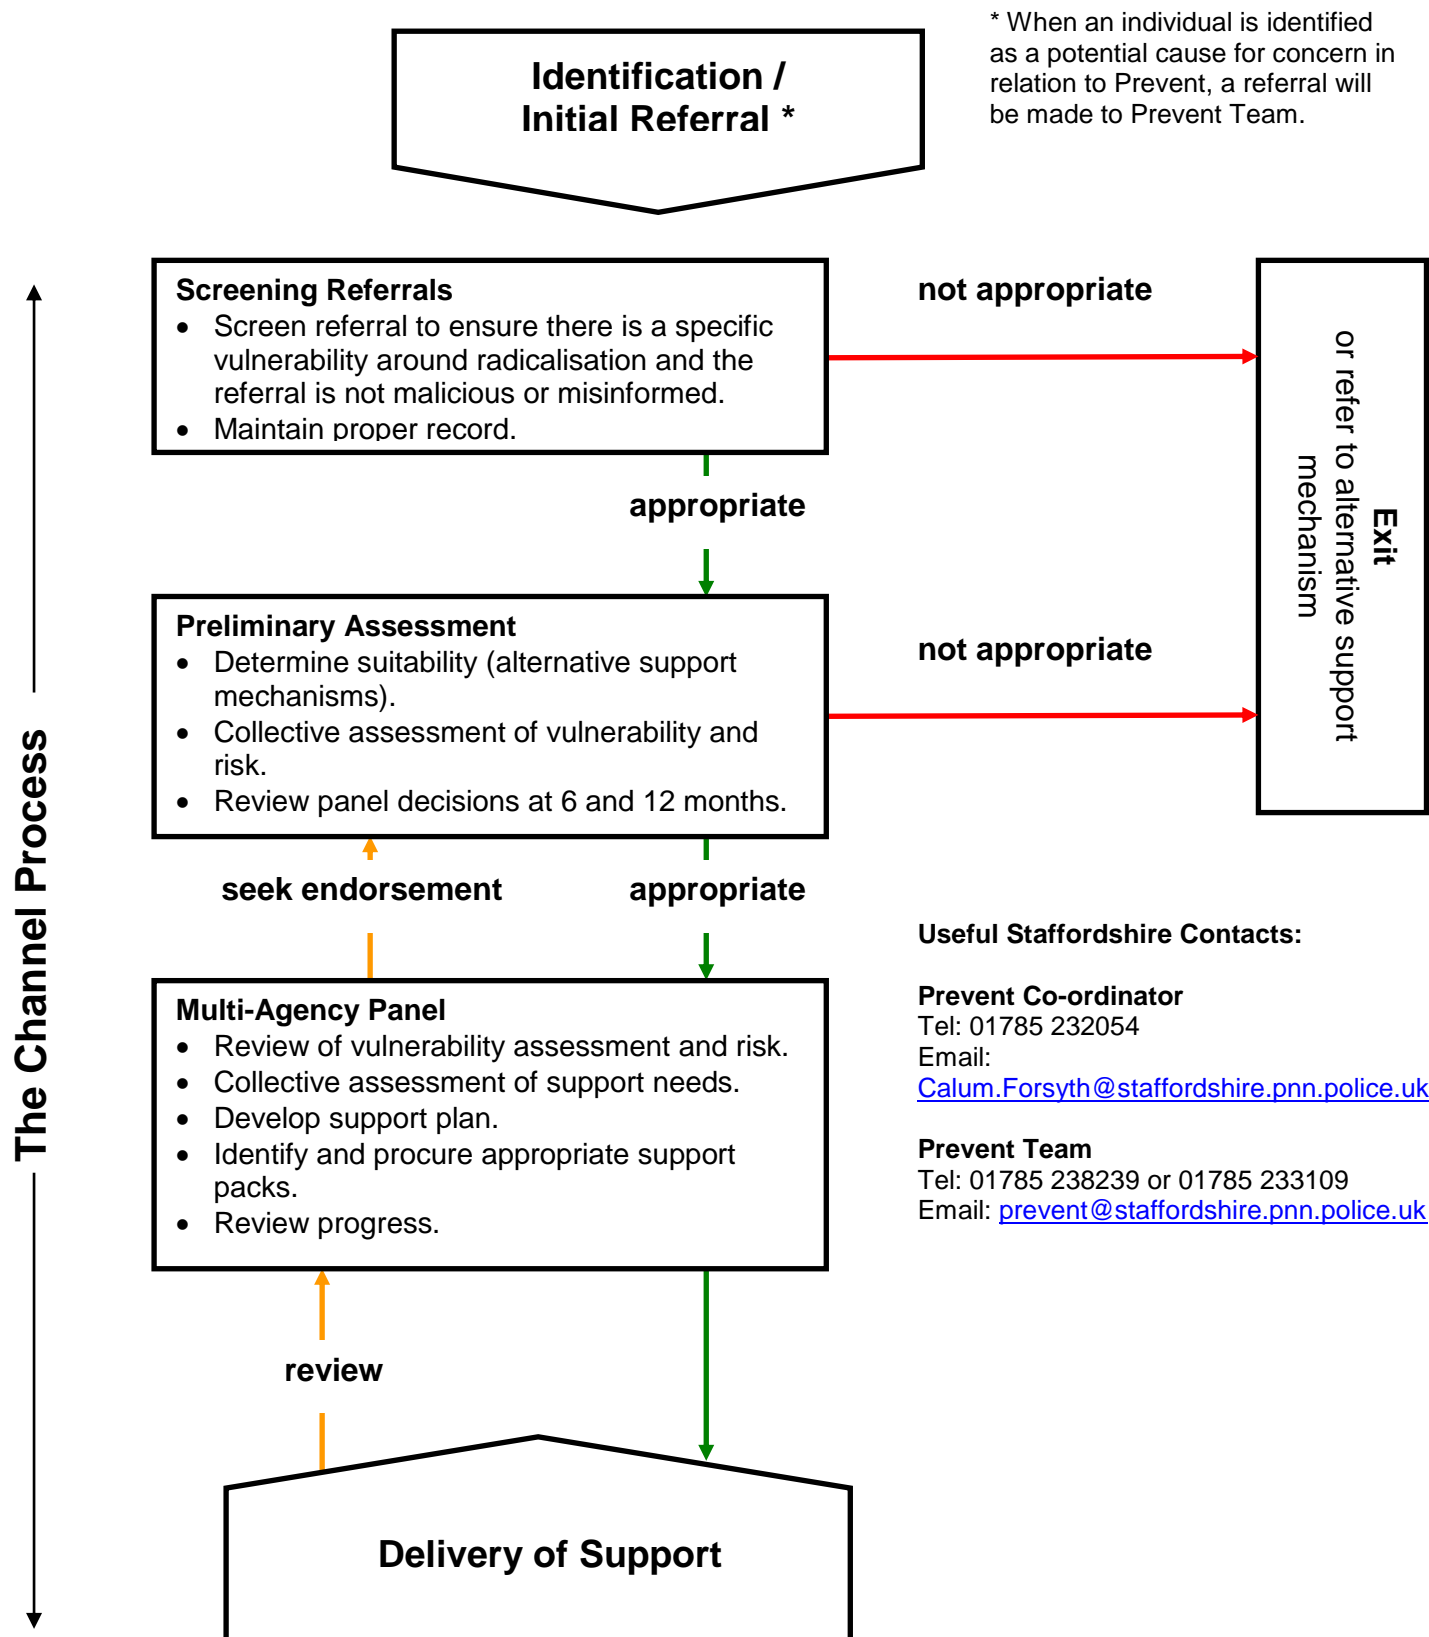 * When an individual is identified
as a potential cause for concern in
relation to Prevent, a referral will
be made to Prevent Team.
Identification /
Initial Referral *
The Channel Process
Screening Referrals
• Screen referral to ensure there is a specific
vulnerability around radicalisation and the
referral is not malicious or misinformed.
• Maintain proper record.
not appropriate
Exit
or refer to alternative support
mechanism
appropriate
Preliminary Assessment
• Determine suitability (alternative support
mechanisms).
• Collective assessment of vulnerability and
risk.
• Review panel decisions at 6 and 12 months.
not appropriate
seek endorsement
appropriate
Multi-Agency Panel
• Review of vulnerability assessment and risk.
• Collective assessment of support needs.
• Develop support plan.
• Identify and procure appropriate support
packs.
• Review progress.
Useful Staffordshire Contacts:
Prevent Co-ordinator
Tel: 01785 232054
Email:
Calum.Forsyth@staffordshire.pnn.police.uk
Prevent Team
Tel: 01785 238239 or 01785 233109
Email: prevent@staffordshire.pnn.police.uk
review
Delivery of Support